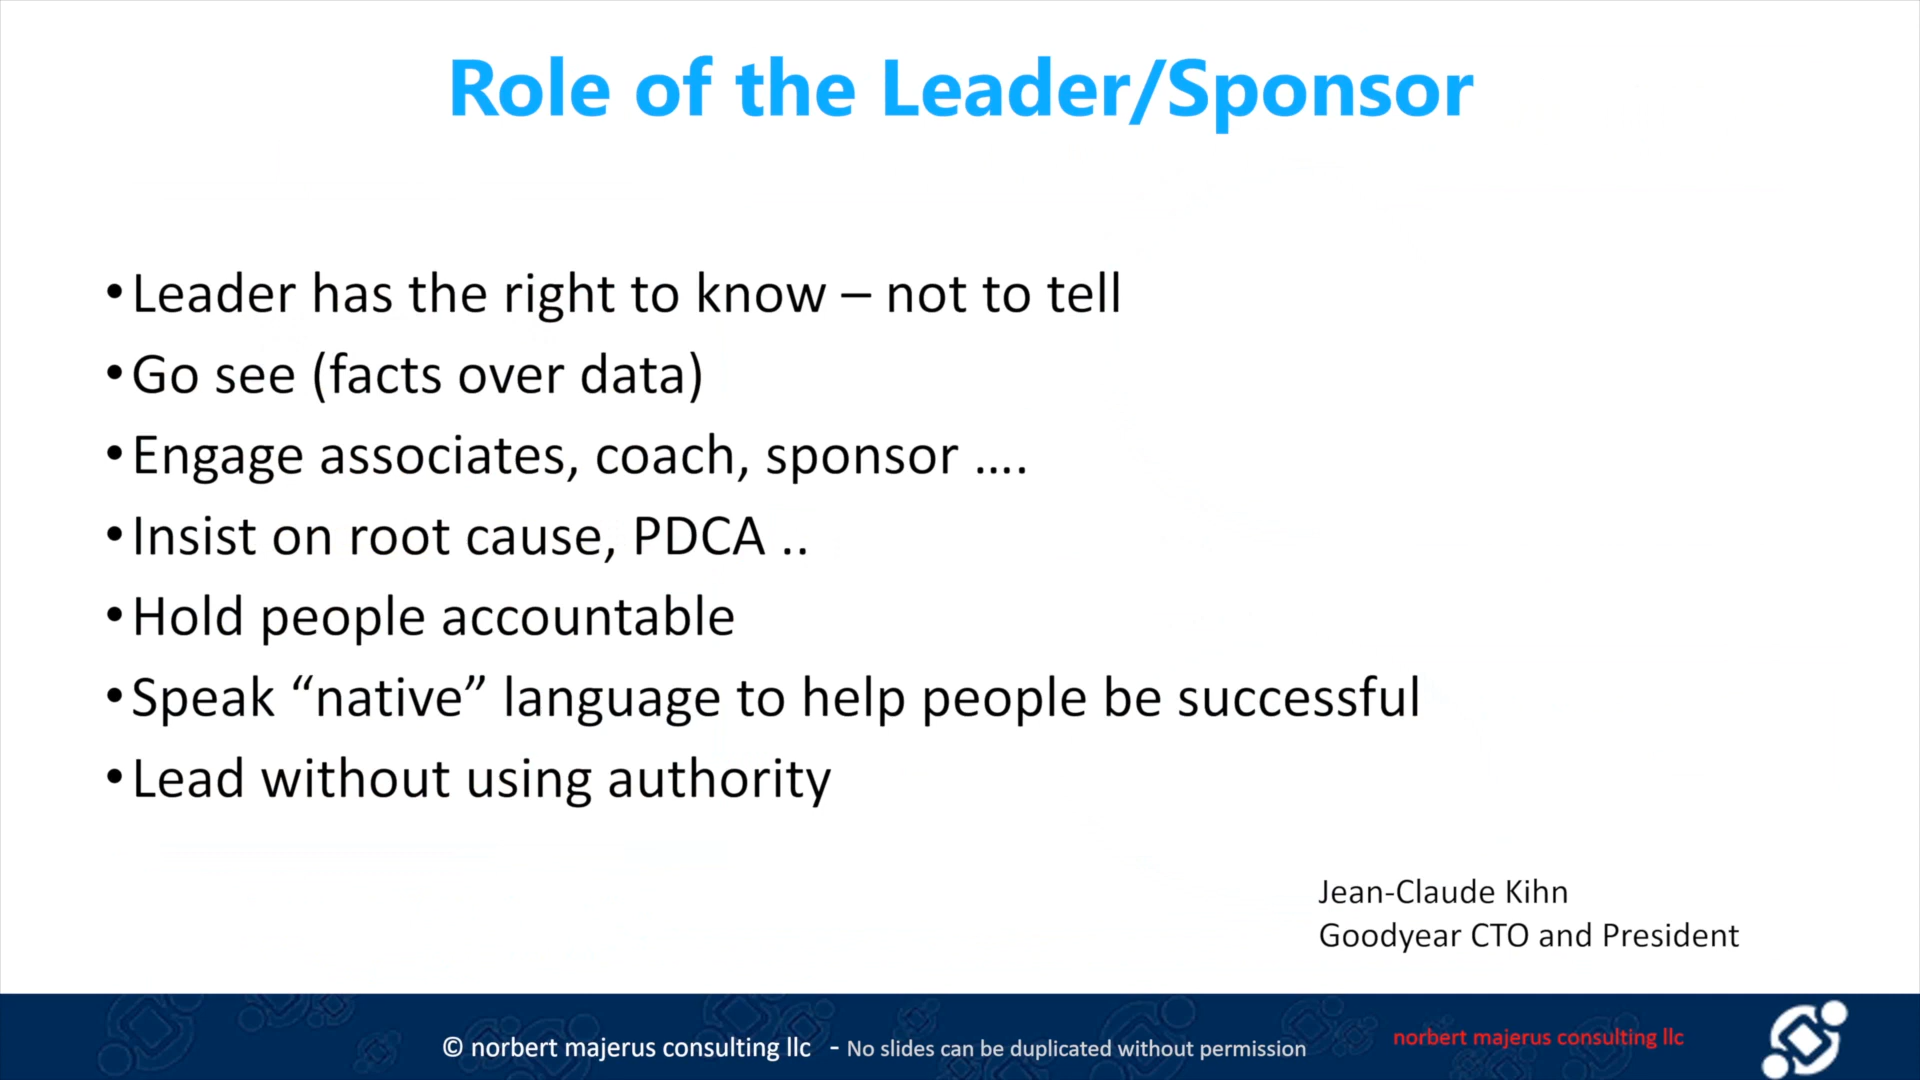 Role of the Leader/Sponsor
•Leader has the right to know – not to tell
•Go see (facts over data)
•Engage associates, coach, sponsor ....
•Insist on root cause, PDCA ..
•Hold people accountable
•Speak “native” language to help people be successful
•Lead without using authority
Jean-Claude Kihn
Goodyear CTO and President
© norbert majerus consulting llc - No slides can be duplicated without permission
norbert majerus consulting llc